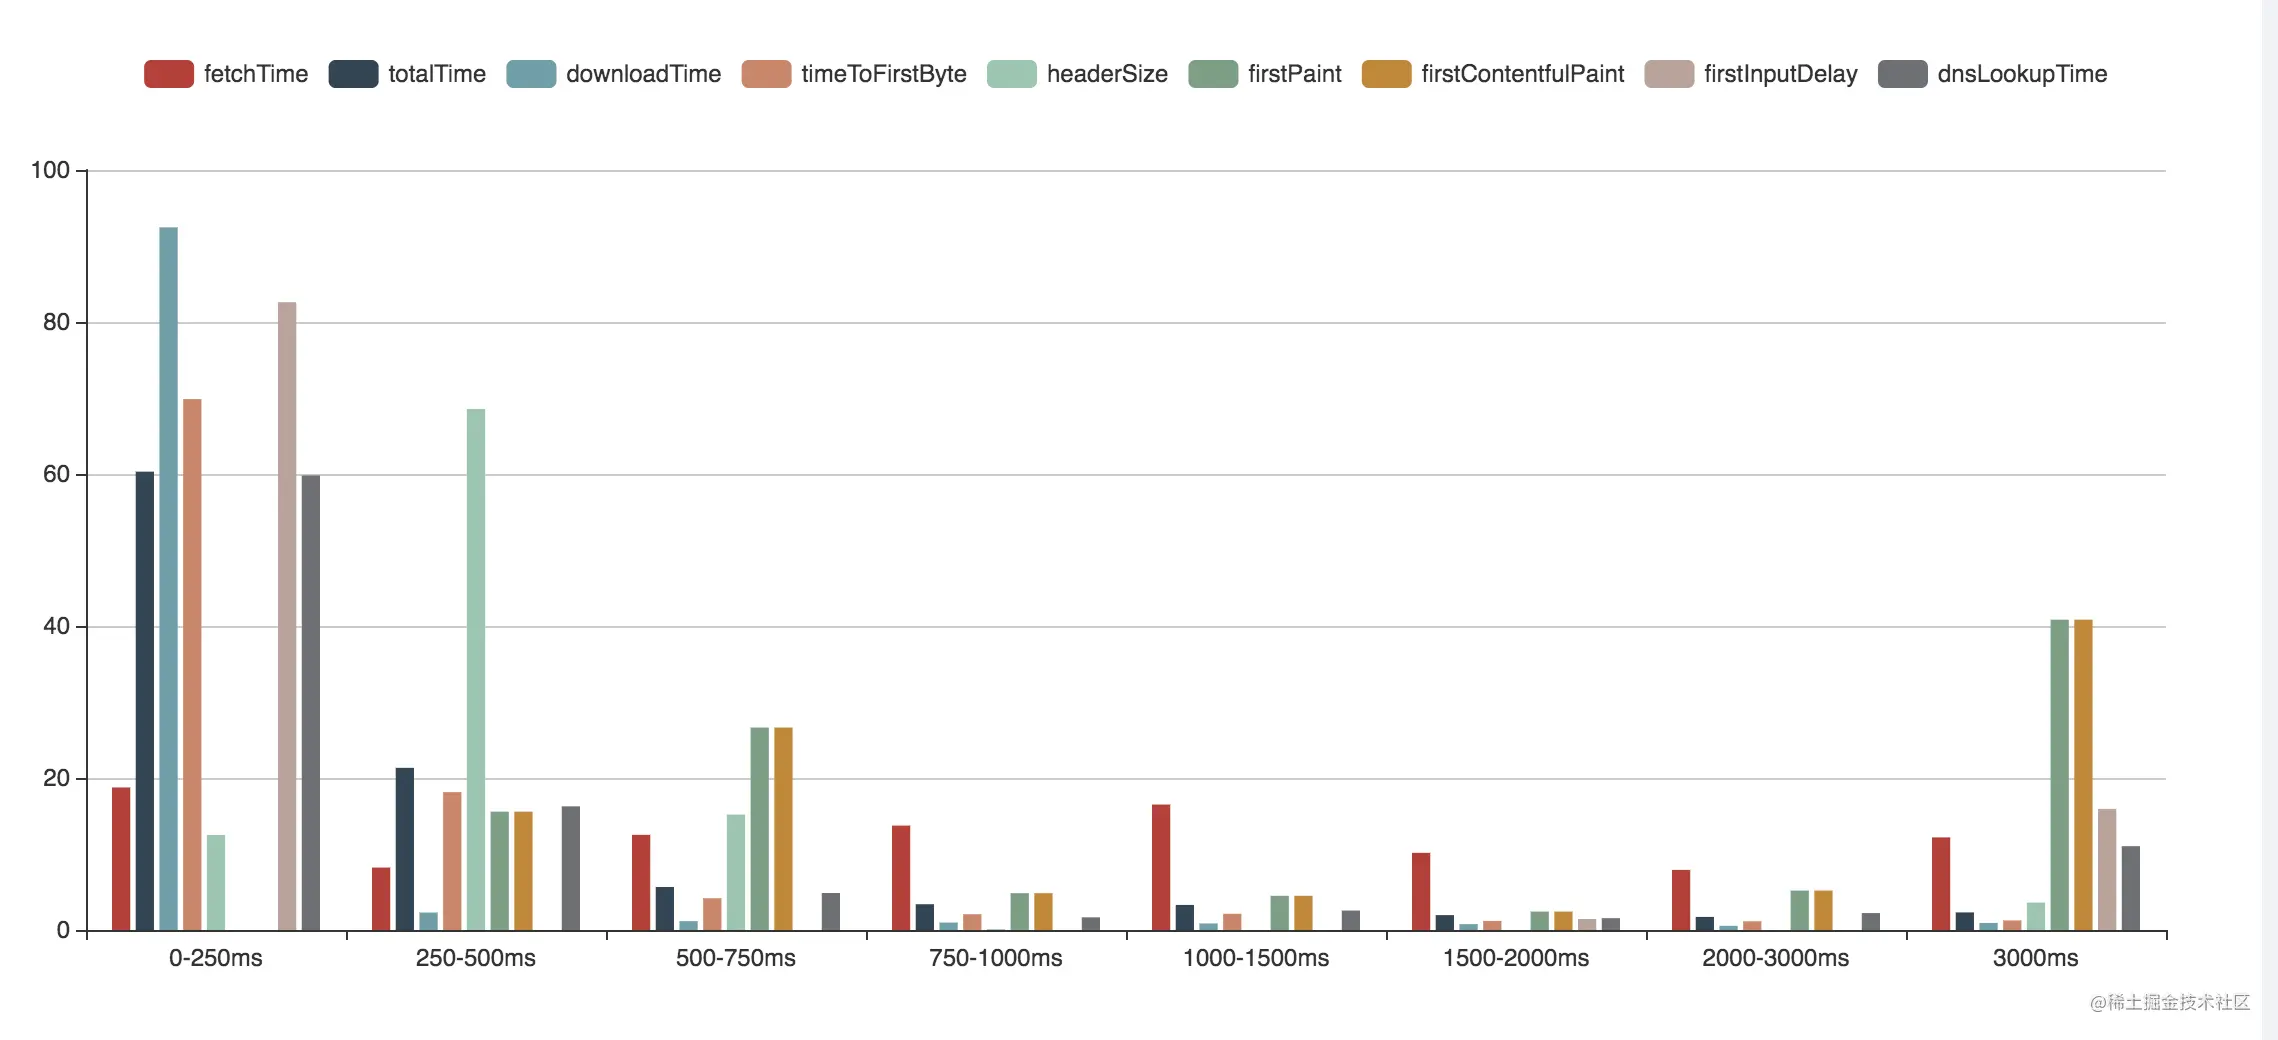 fetchTime totalTime downloadTime timeToFirstByte headerSize firstPaint firstContentfulPaint firstInputDelay dnsLookupTime
100
80
60
40
20
0
0-250ms 250-500ms 500-750ms 750-1000ms 1000-1500ms 1500-2000ms 2000-3000ms 3000ms
@稀土掘金技术社区